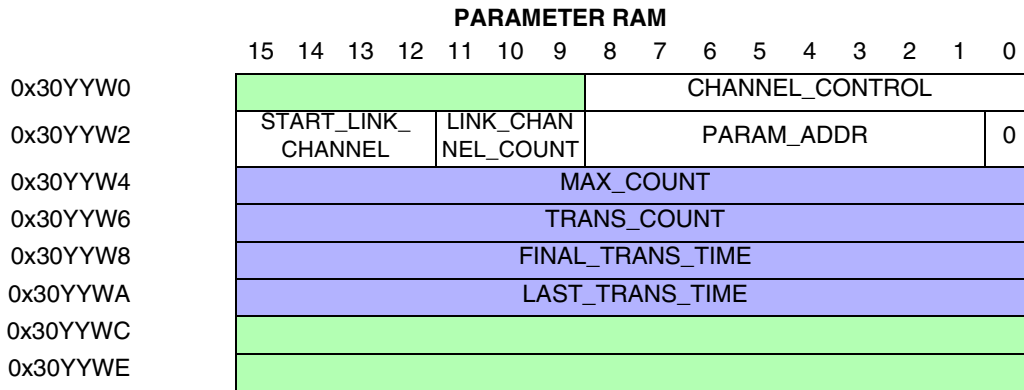 PARAMETER RAM
15 14 13 12 11 10 9 8 7 6 5 4 3 2 1 0
0x30YYW0 CHANNEL_CONTROL
0x30YYW2 START_LINK_ LINK_CHAN PARAM_ADDR 0
CHANNEL NEL_COUNT
0x30YYW4 MAX_COUNT
0x30YYW6 TRANS_COUNT
0x30YYW8 FINAL_TRANS_TIME
0x30YYWA LAST_TRANS_TIME
0x30YYWC
0x30YYWE